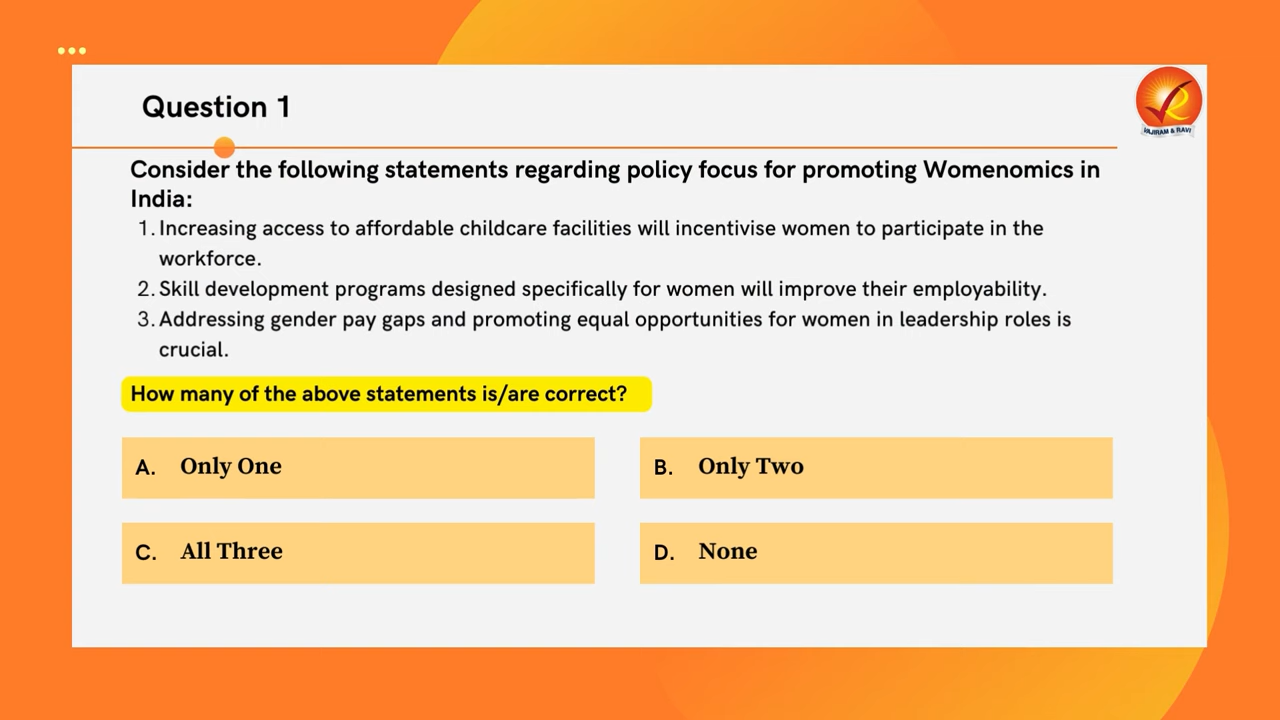 Question 1
VAJIRAM & RAVI
Consider the following statements regarding policy focus for promoting Womenomics in
India:
1. Increasing access to affordable childcare facilities will incentivise women to participate in the
workforce.
2. Skill development programs designed specifically for women will improve their employability.
3. Addressing gender pay gaps and promoting equal opportunities for women in leadership roles is
crucial.
How many of the above statements is/are correct?
A. Only One
B. Only Two
C. All Three
D. None